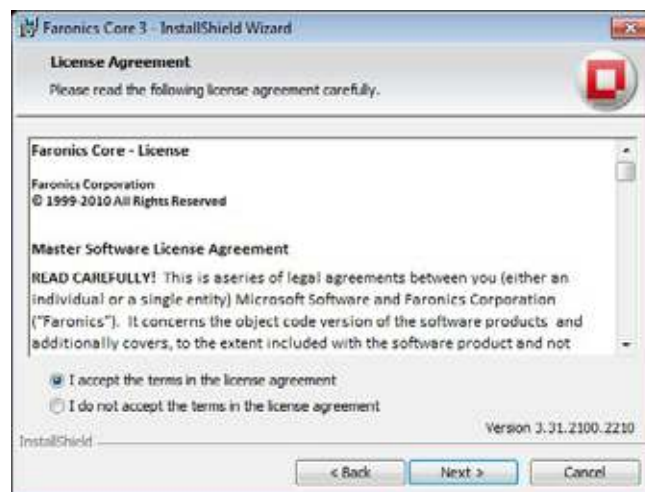 Faronics Core 3 - InstallShield Wizard
License Agreement
Please read the following license agreement carefully.
Faronics Core - License
Faronics Corporation
© 1999-2010 All Rights Reserved
Master Software License Agreement
READ CAREFULLY! This is aseries of legal agreements between you (either an
individual or a single entity) Microsoft Software and Faronics Corporation
("Faronics"). It concerns the object code version of the software products and
additionally covers, to the extent included with the software product and not
I accept the terms in the license agreement
I do not accept the terms in the license agreement
Version 3.31.2100.2210
InstallShield
< Back
Next >
Cancel